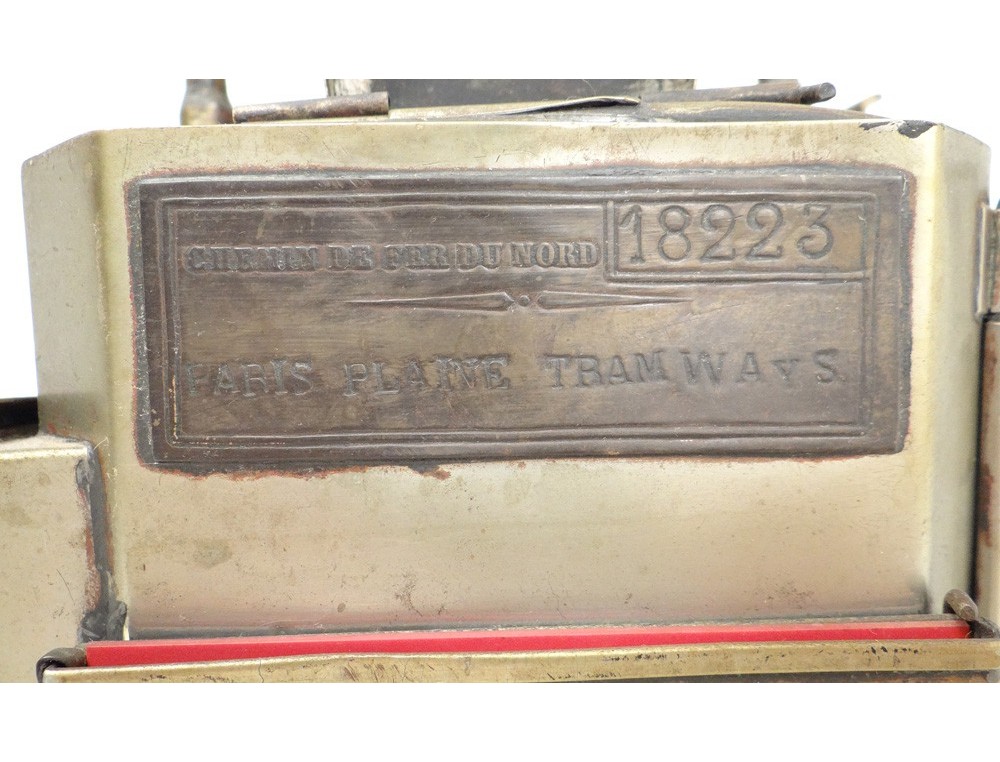 CHEMIN DE FER DU NORD 18223
PARIS PLAINE TRAMWAYS